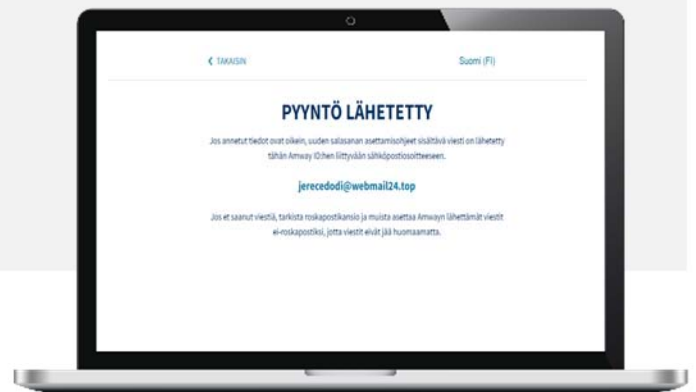 TAKAISIN
Suomi (FI)
PYYNTÖ LÄHETETTY
Jos annetut tiedot ovat oikein, uuden salasanan asettamisohjeet sisältävä viesti on lähetetty
tähän Amway ID:hen liittyvään sähköpostiosoitteeseen.
jerecedodi@webmail24.top
Jos et saanut viestiä, tarkista roskapostikansio ja muista asettaa Amwayn lähettämät viestit
ei-roskapostiksi, jotta viestit eivät jää huomaamatta.